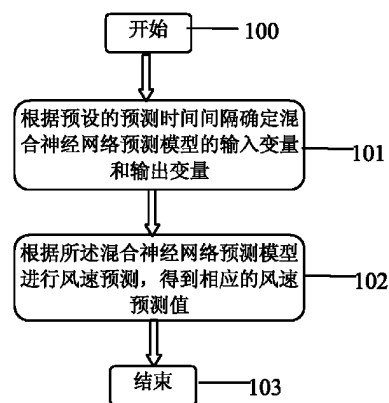 开始
100
根据预设的预测时间间隔确定混
合神经网络预测模型的输入变量
和输出变量
101
根据所述混合神经网络预测模型
进行风速预测，得到相应的风速
预测值
102
结束
103